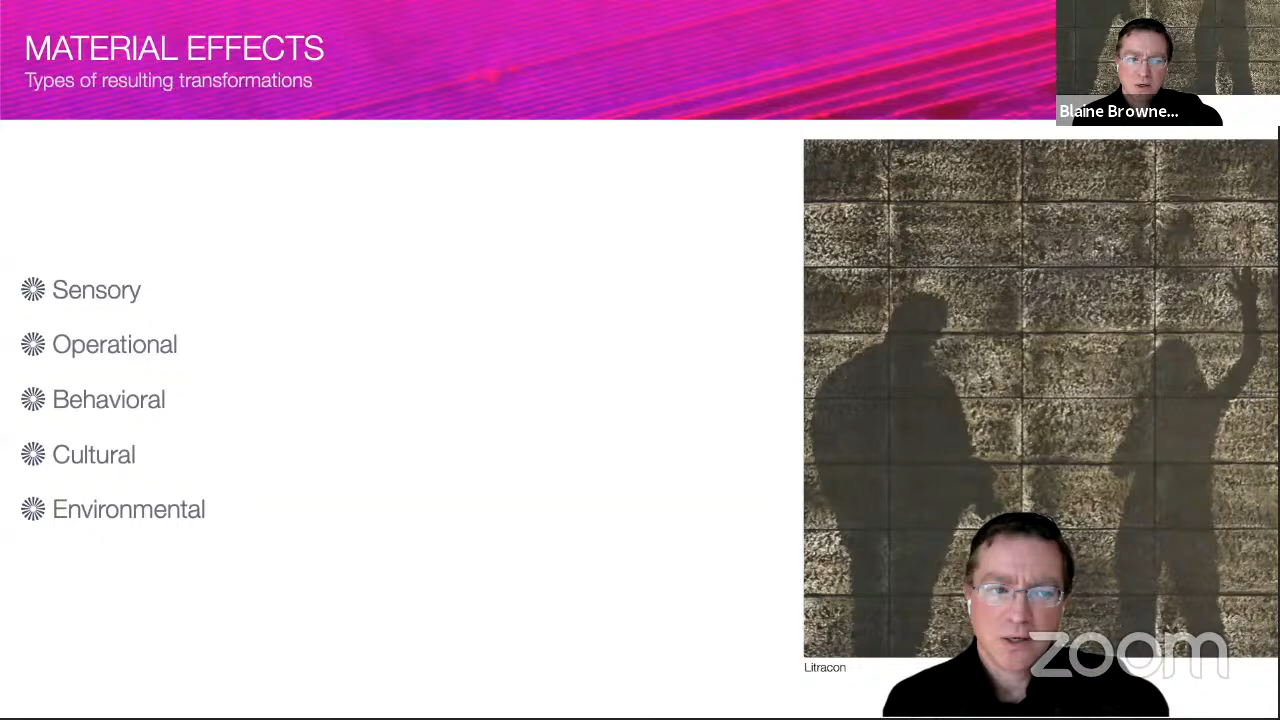 MATERIAL EFFECTS
Types of resulting transformations
Blaine Browne...
Sensory
Operational
Behavioral
Cultural
Environmental
Litracon
zoom